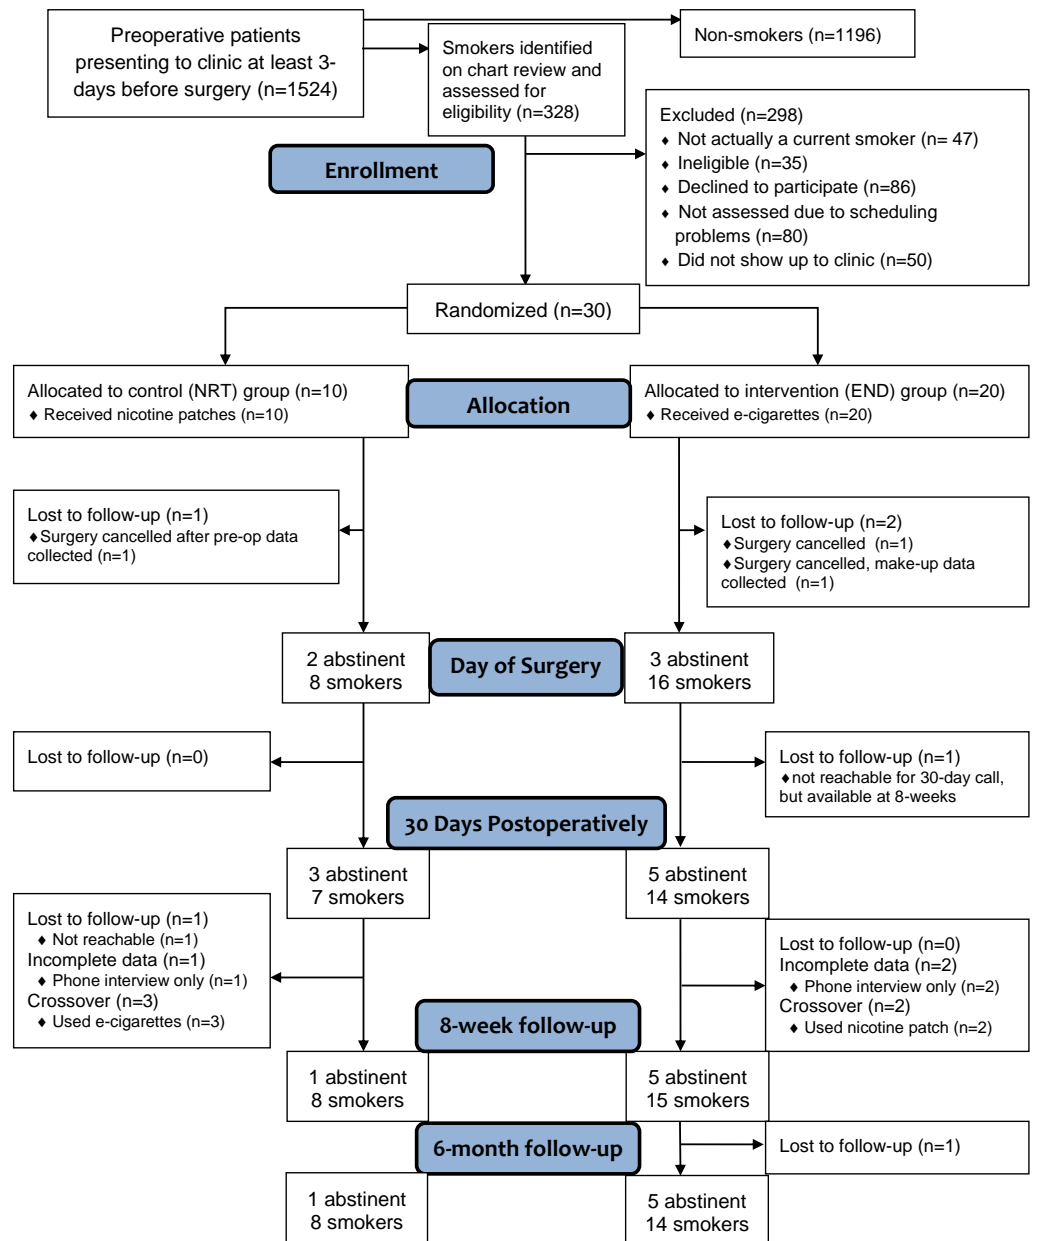 Preoperative patients
presenting to clinic at least 3-
days before surgery (n=1524)
Non-smokers (n=1196)
Smokers identified
on chart review and
assessed for
eligibility (n=328)
Excluded (n=298)
♦ Not actually a current smoker (n= 47)
♦ Ineligible (n=35)
♦ Declined to participate (n=86)
♦ Not assessed due to scheduling
problems (n=80)
♦ Did not show up to clinic (n=50)
Enrollment
Randomized (n=30)
Allocated to control (NRT) group (n=10)
♦ Received nicotine patches (n=10)
Allocation
Allocated to intervention (END) group (n=20)
♦ Received e-cigarettes (n=20)
Lost to follow-up (n=1)
♦Surgery cancelled after pre-op data
collected (n=1)
Lost to follow-up (n=2)
♦Surgery cancelled (n=1)
♦Surgery cancelled, make-up data
collected (n=1)
2 abstinent
8 smokers
Day of Surgery
3 abstinent
16 smokers
Lost to follow-up (n=0)
Lost to follow-up (n=1)
♦not reachable for 30-day call,
but available at 8-weeks
30 Days Postoperatively
3 abstinent
7 smokers
5 abstinent
14 smokers
Lost to follow-up (n=1)
♦ Not reachable (n=1)
Incomplete data (n=1)
♦ Phone interview only (n=1)
Crossover (n=3)
♦ Used e-cigarettes (n=3)
Lost to follow-up (n=0)
Incomplete data (n=2)
♦ Phone interview only (n=2)
Crossover (n=2)
♦ Used nicotine patch (n=2)
8-week follow-up
1 abstinent
8 smokers
5 abstinent
15 smokers
6-month follow-up
Lost to follow-up (n=1)
1 abstinent
8 smokers
5 abstinent
14 smokers